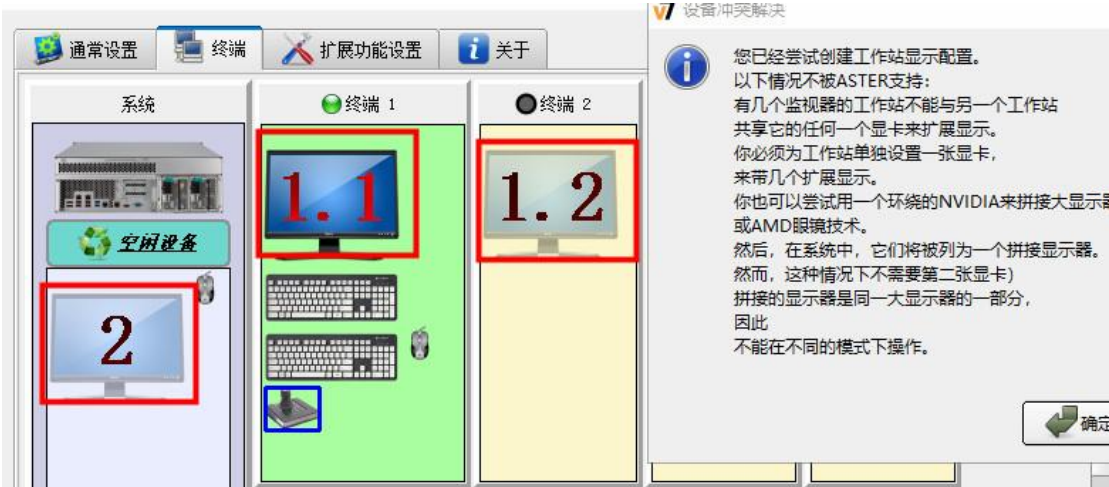 设备冲突解决
通常设置
终端
扩展功能设置
关于
系统
终端 1
终端 2
空闲设备
2
1.1
1.2
您已经尝试创建工作站显示配置。
以下情况不被ASTER支持:
有几个监视器的工作站不能与另一个工作站
共享它的任何一个显卡来扩展显示。
你必须为工作站单独设置一张显卡，
来带几个扩展显示。
你也可以尝试用一个环绕的NVIDIA来拼接大显示器
或AMD眼镜技术。
然后，在系统中，它们将被列为一个拼接显示器。
然而，这种情况下不需要第二张显卡)
拼接的显示器是同一大显示器的一部分，
因此
不能在不同的模式下操作。
确定